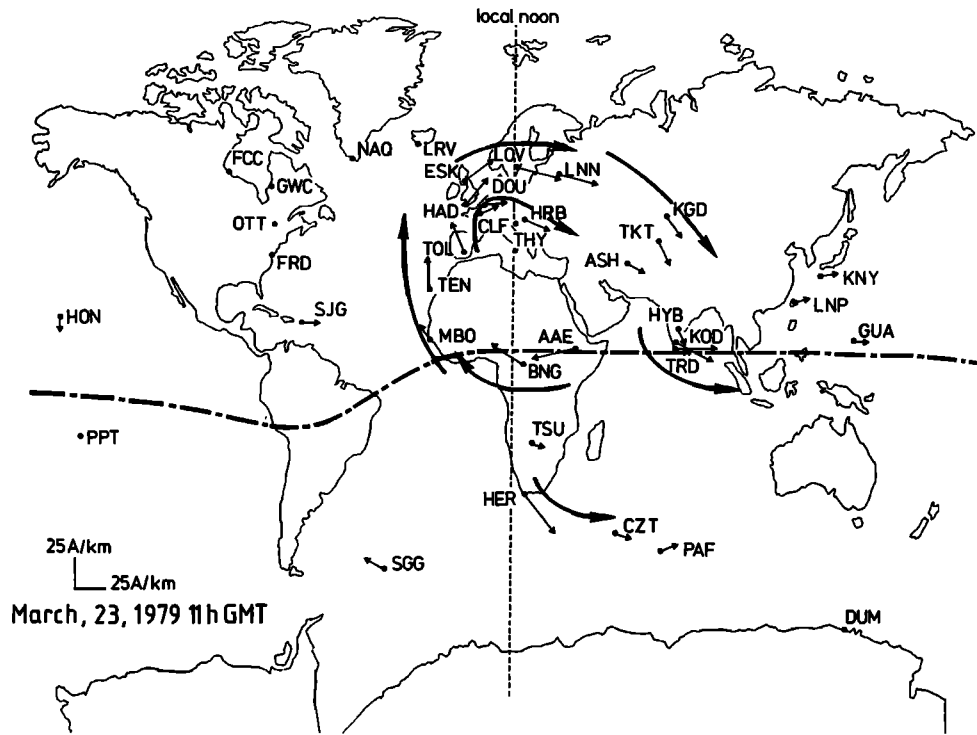 local noon
NAQ
LRV
FCC
ESK
LOV
LNN
GWC
DOU
OTT
HAD
HRB
KGD
CLF
THY
TKT
TOL
FRD
ASH
KNY
TEN
LNP
SJG
HON
HYB
MBO
AAE
KOD
GUA
BNG
TRD
PPT
TSU
HER
CZT
PAF
25A/km
SGG
25A/km
March, 23, 1979 11h GMT
DUM